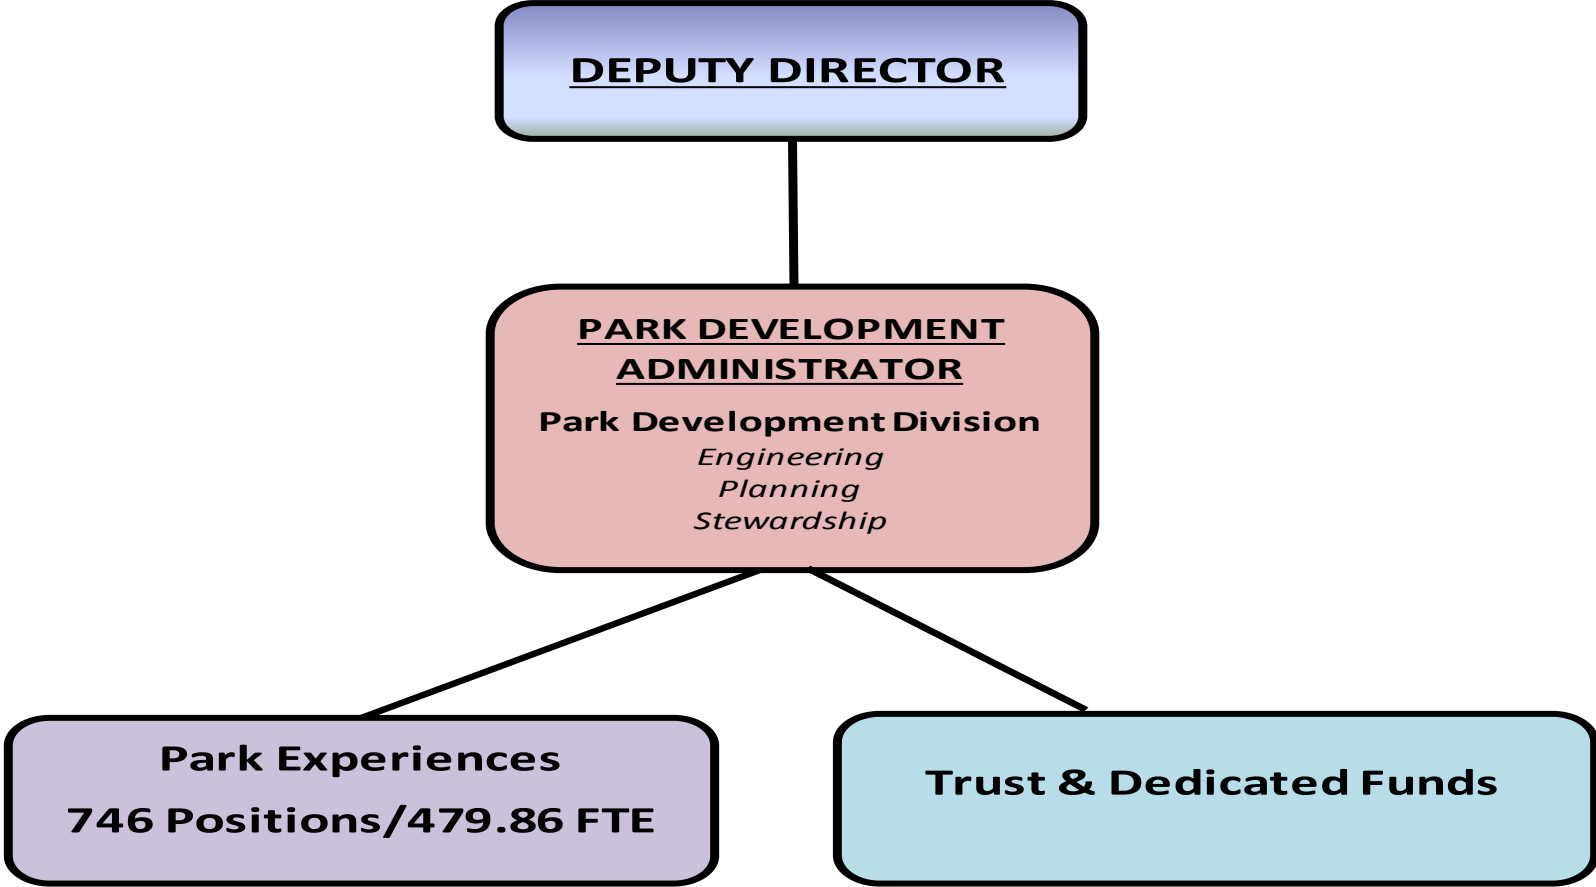 DEPUTY DIRECTOR
PARK DEVELOPMENT
ADMINISTRATOR
Park Development Division
Engineering
Planning
Stewardship
Park Experiences
746 Positions/479.86 FTE
Trust & Dedicated Funds